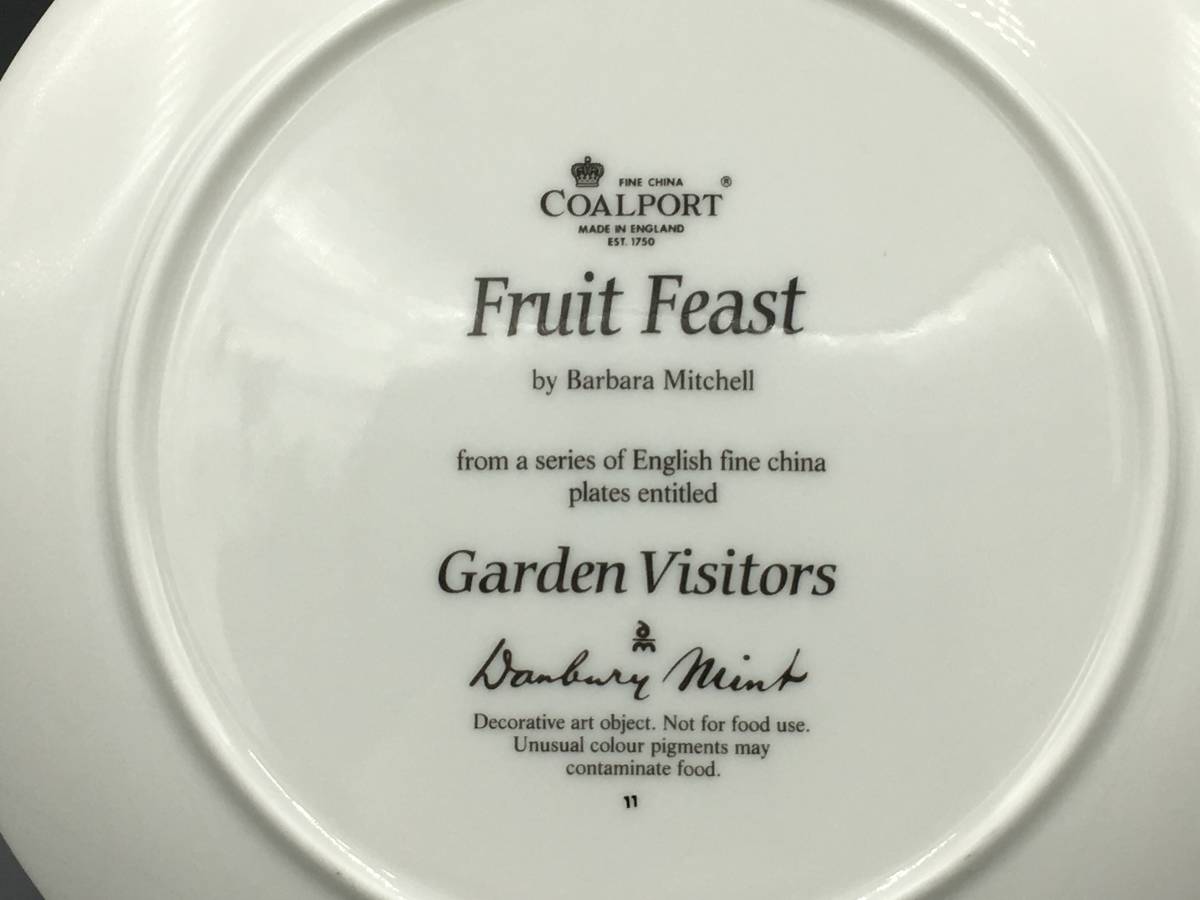 FINE CHINA ®
COALPORT
MADE IN ENGLAND
EST. 1750
Fruit Feast
by Barbara Mitchell
from a series of English fine china
plates entitled
Garden Visitors
Danbury Mint
Decorative art object. Not for food use.
Unusual colour pigments may
contaminate food.
11